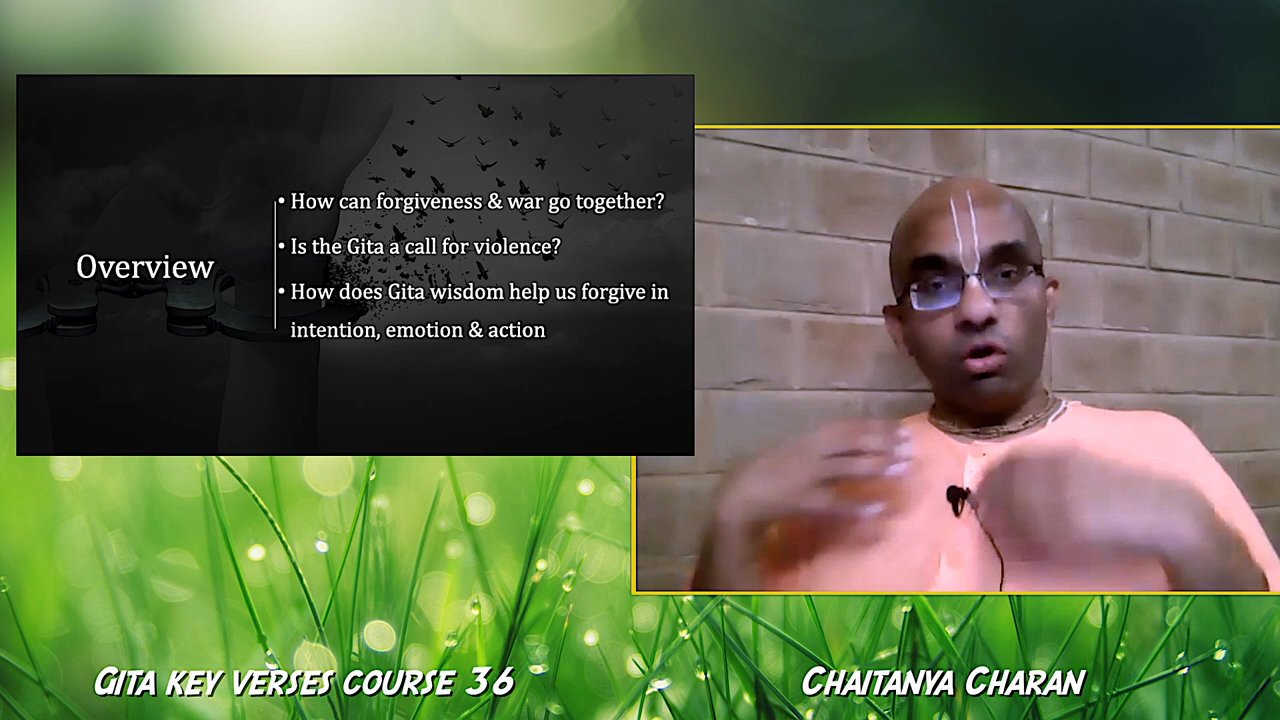 Overview
• How can forgiveness & war go together?
• Is the Gita a call for violence?
• How does Gita wisdom help us forgive in
intention, emotion & action
Gita key verses course 36
Chaitanya Charan